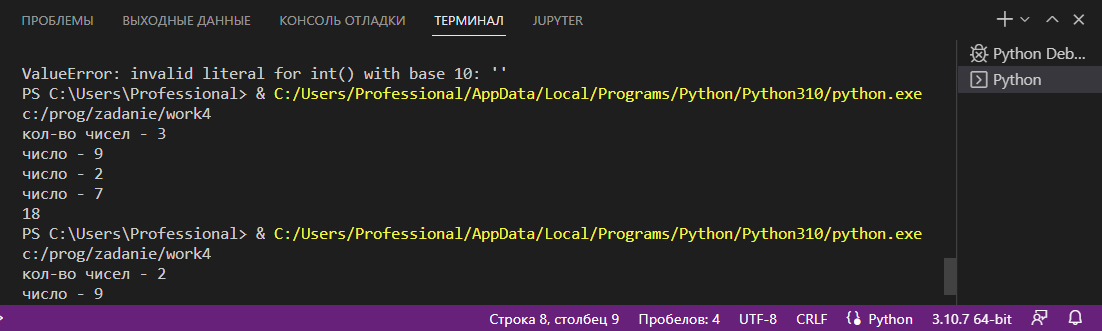 ПРОБЛЕМЫ ВЫХОДНЫЕ ДАННЫЕ КОНСОЛЬ ОТЛАДКИ ТЕРМИНАЛ JUPYTER
ValueError: invalid literal for int() with base 10: ''
PS C:\Users\Professional> & C:/Users/Professional/AppData/Local/Programs/Python/Python310/python.exe
c:/prog/zadanie/work4
кол-во чисел - 3
число - 9
число - 2
число - 7
18
PS C:\Users\Professional> & C:/Users/Professional/AppData/Local/Programs/Python/Python310/python.exe
c:/prog/zadanie/work4
кол-во чисел - 2
число - 9
Python Deb...
Python
Строка 8, столбец 9 Пробелов: 4 UTF-8 CRLF Python 3.10.7 64-bit